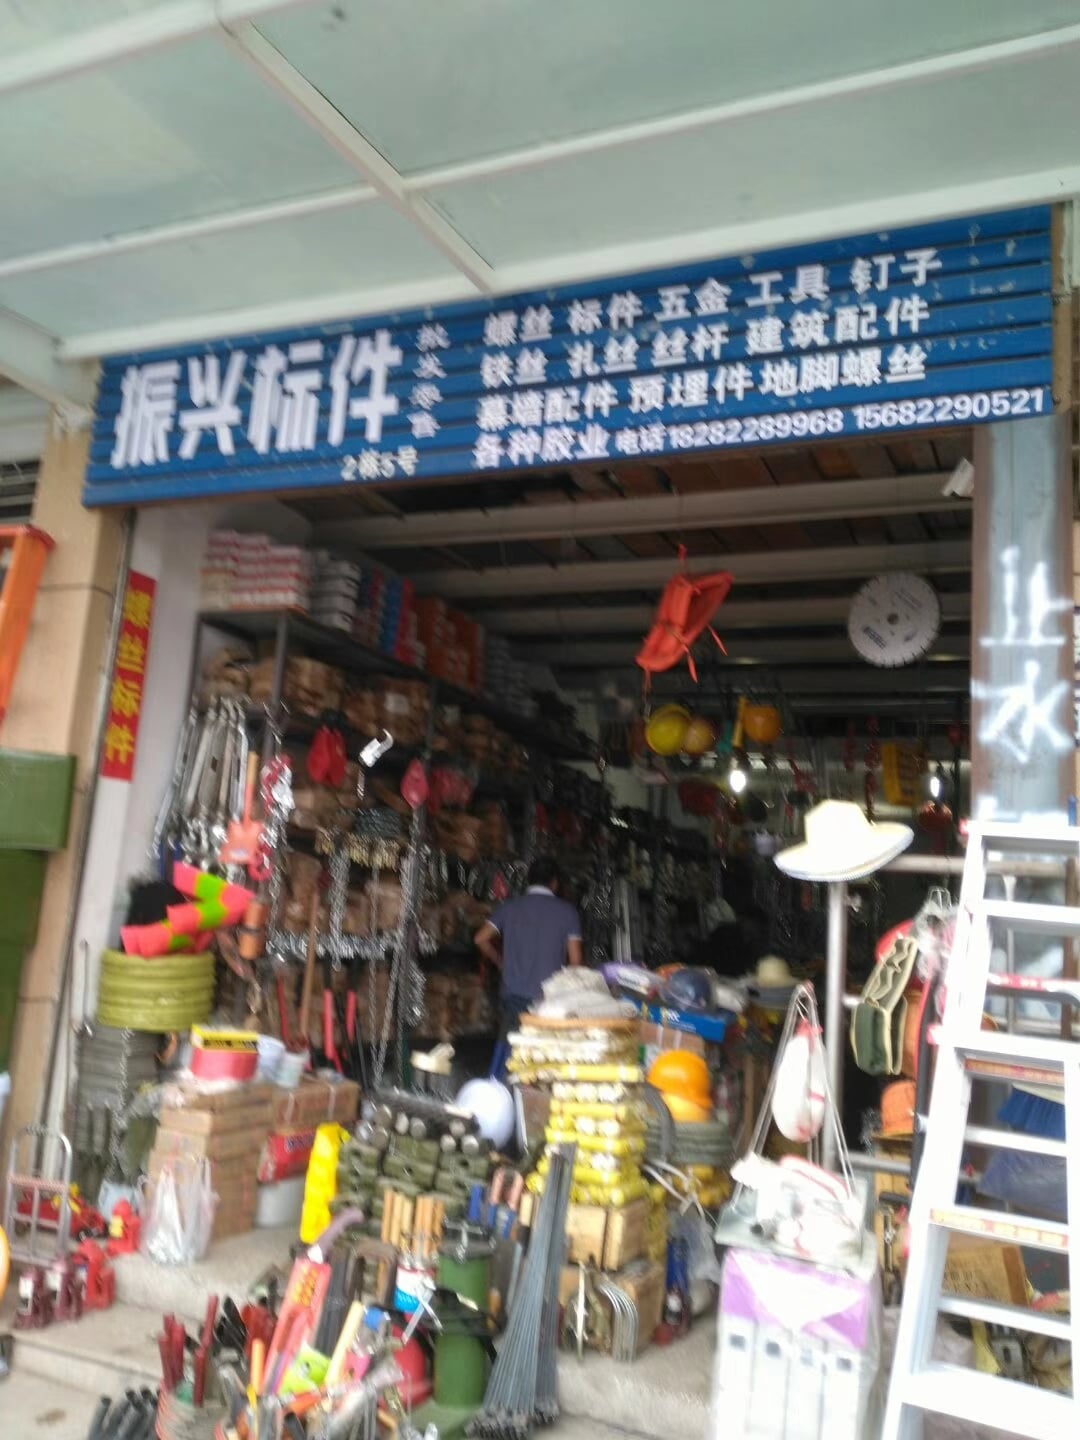 振兴标件
批发零售
2栋5号
螺丝 标件 五金 工具 钉子
铁丝 扎丝 丝杆 建筑配件
幕墙配件 预埋件 地脚螺丝
各种胶业 电话18282289968 15682290521
螺丝标件
止水